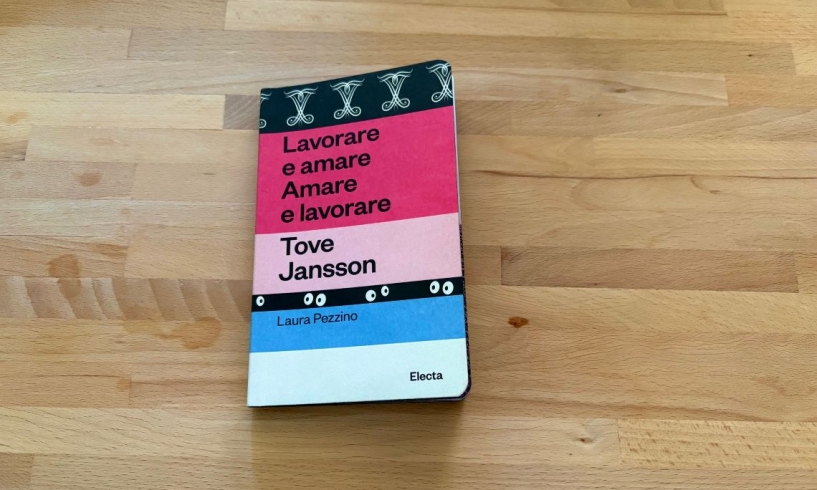 Lavorare
e amare
Amare
e lavorare
Tove
Jansson
Laura Pezzino
Electa